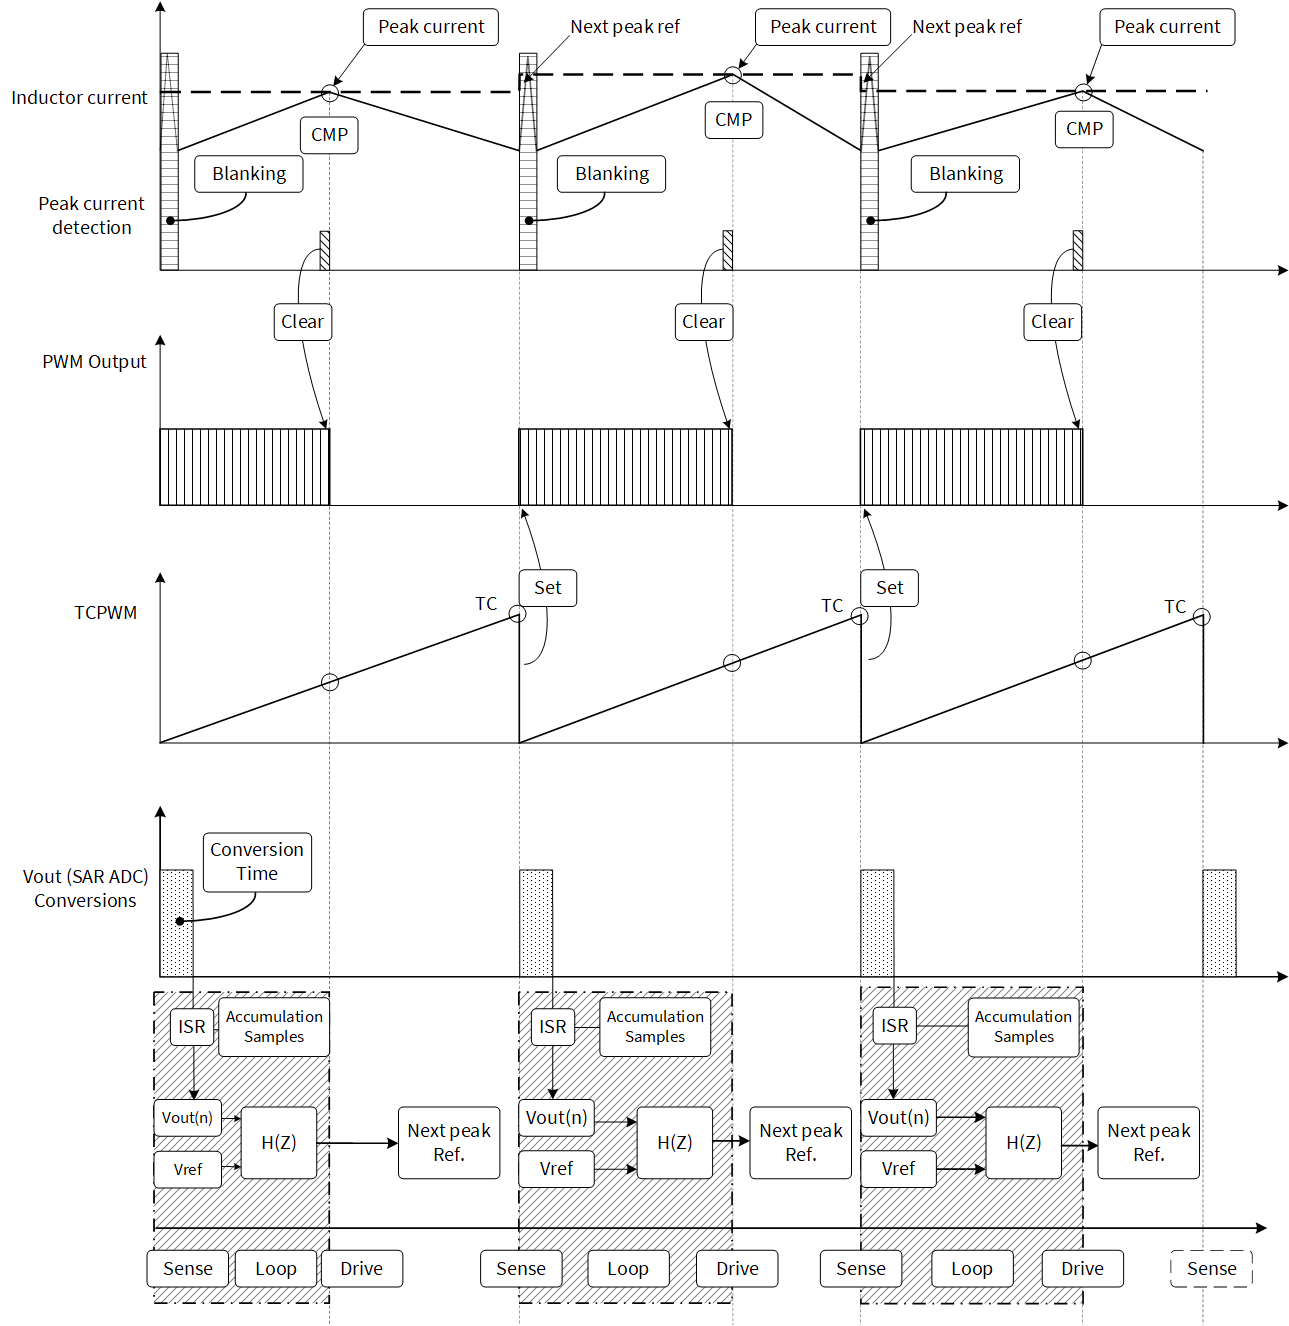 Peak current
Next peak ref
Peak current
Next peak ref
Peak current
Inductor current
CMP
CMP
CMP
Blanking
Blanking
Blanking
Peak current
detection
Clear
Clear
Clear
PWM Output
Set
Set
TC
TC
TC
TCPWM
Conversion
Time
Vout (SAR ADC)
Conversions
ISR
Accumulation
Samples
ISR
Accumulation
Samples
ISR
Accumulation
Samples
Vout(n)
Vref
H(Z)
Next peak
Ref.
Vout(n)
Vref
H(Z)
Next peak
Ref.
Vout(n)
Vref
H(Z)
Next peak
Ref.
Sense
Loop
Drive
Sense
Loop
Drive
Sense
Loop
Drive
Sense